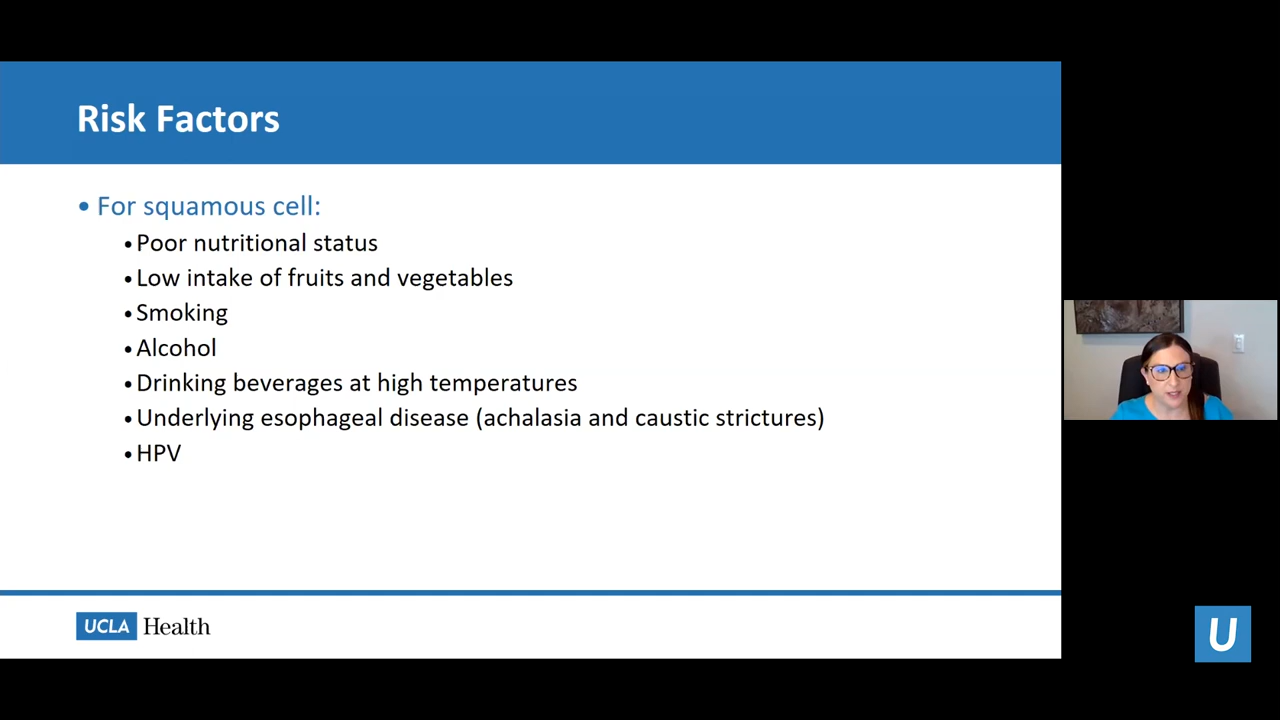 Risk Factors
• For squamous cell:
• Poor nutritional status
• Low intake of fruits and vegetables
• Smoking
• Alcohol
• Drinking beverages at high temperatures
• Underlying esophageal disease (achalasia and caustic strictures)
• HPV
UCLA Health
U